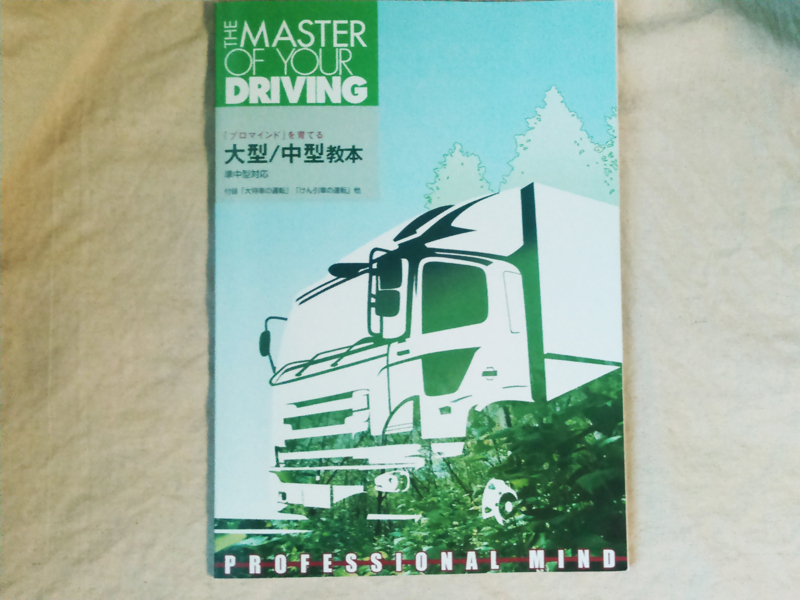 THE MASTER
OF YOUR
DRIVING
「プロマインド」を育てる
大型/中型教本
準中型対応
付録「大特車の運転」「けん引車の運転」他
PROFESSIONAL MIND